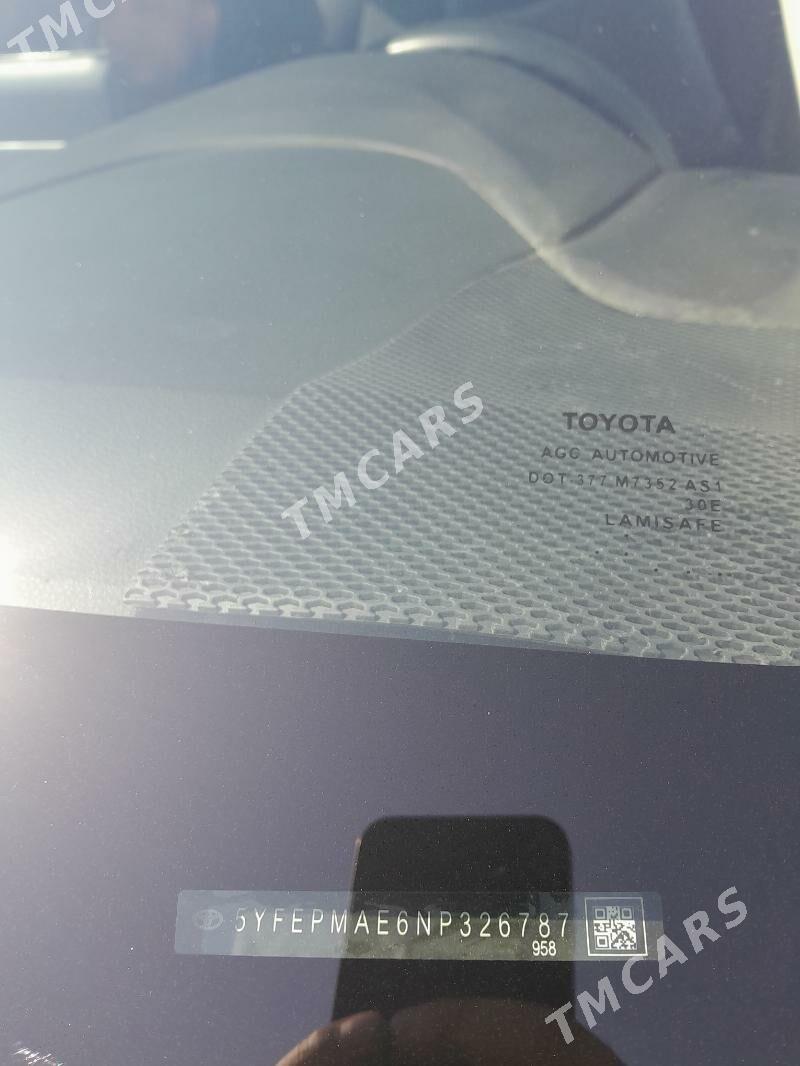 TMCARS
TMCARS
TOYOTA
AGC AUTOMOTIVE
DOT 377 M7352 AS1
30E
LAMISAFE
5YFEPMAE6NP326787
958
TMCARS